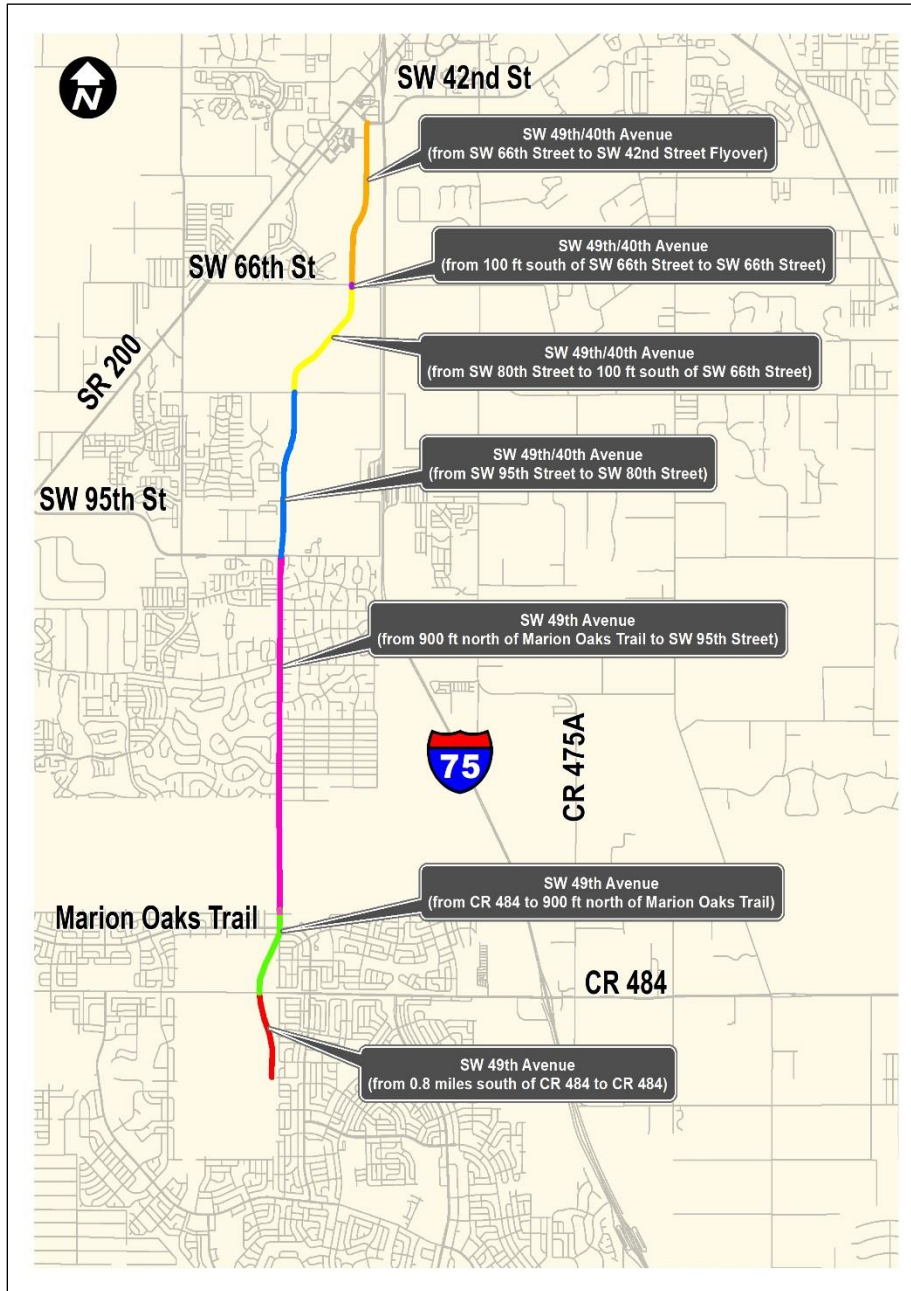 N
SW 42nd St
SW 49th/40th Avenue
(from SW 66th Street to SW 42nd Street Flyover)
SW 49th/40th Avenue
(from 100 ft south of SW 66th Street to SW 66th Street)
SW 66th St
SW 49th/40th Avenue
(from SW 80th Street to 100 ft south of SW 66th Street)
SR 200
SW 49th/40th Avenue
(from SW 95th Street to SW 80th Street)
SW 95th St
SW 49th Avenue
(from 900 ft north of Marion Oaks Trail to SW 95th Street)
75
CR 475A
SW 49th Avenue
(from CR 484 to 900 ft north of Marion Oaks Trail)
Marion Oaks Trail
CR 484
SW 49th Avenue
(from 0.8 miles south of CR 484 to CR 484)